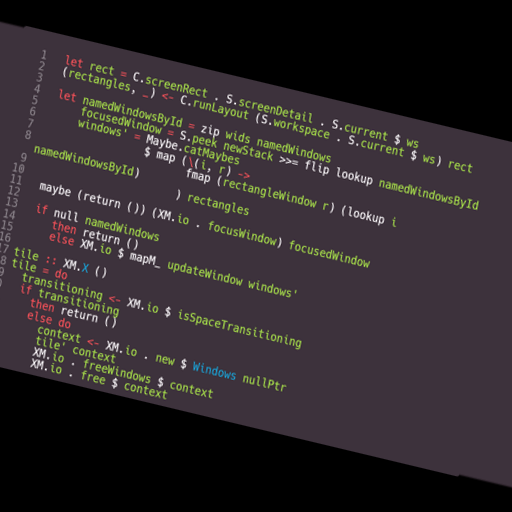 1 let rect = C.screenRect . S.screenDetail . S.current $ ws
2 (rectangles, _) <- C.runLayout (S.workspace . S.current $ ws) rect
3
4 let namedWindowsById = zip wids namedWindows
5 focusedWindow = S.peek newStack >>= flip lookup namedWindowsById
6 windows' = Maybe.catMaybes
7 $ map (\(i, r) ->
8 fmap (rectangleWindow r) (lookup i
namedWindowsById)
9 ) rectangles
10
11 maybe (return ()) (XM.io . focusWindow) focusedWindow
12
13 if null namedWindows
14 then return ()
15 else XM.io $ mapM_ updateWindow windows'
16
tile :: XM.X ()
tile = do
transitioning <- XM.io $ isSpaceTransitioning
if transitioning
then return ()
else do
context <- XM.io . new $ Windows nullPtr
tile' context
XM.io . freeWindows $ context
XM.io . free $ context